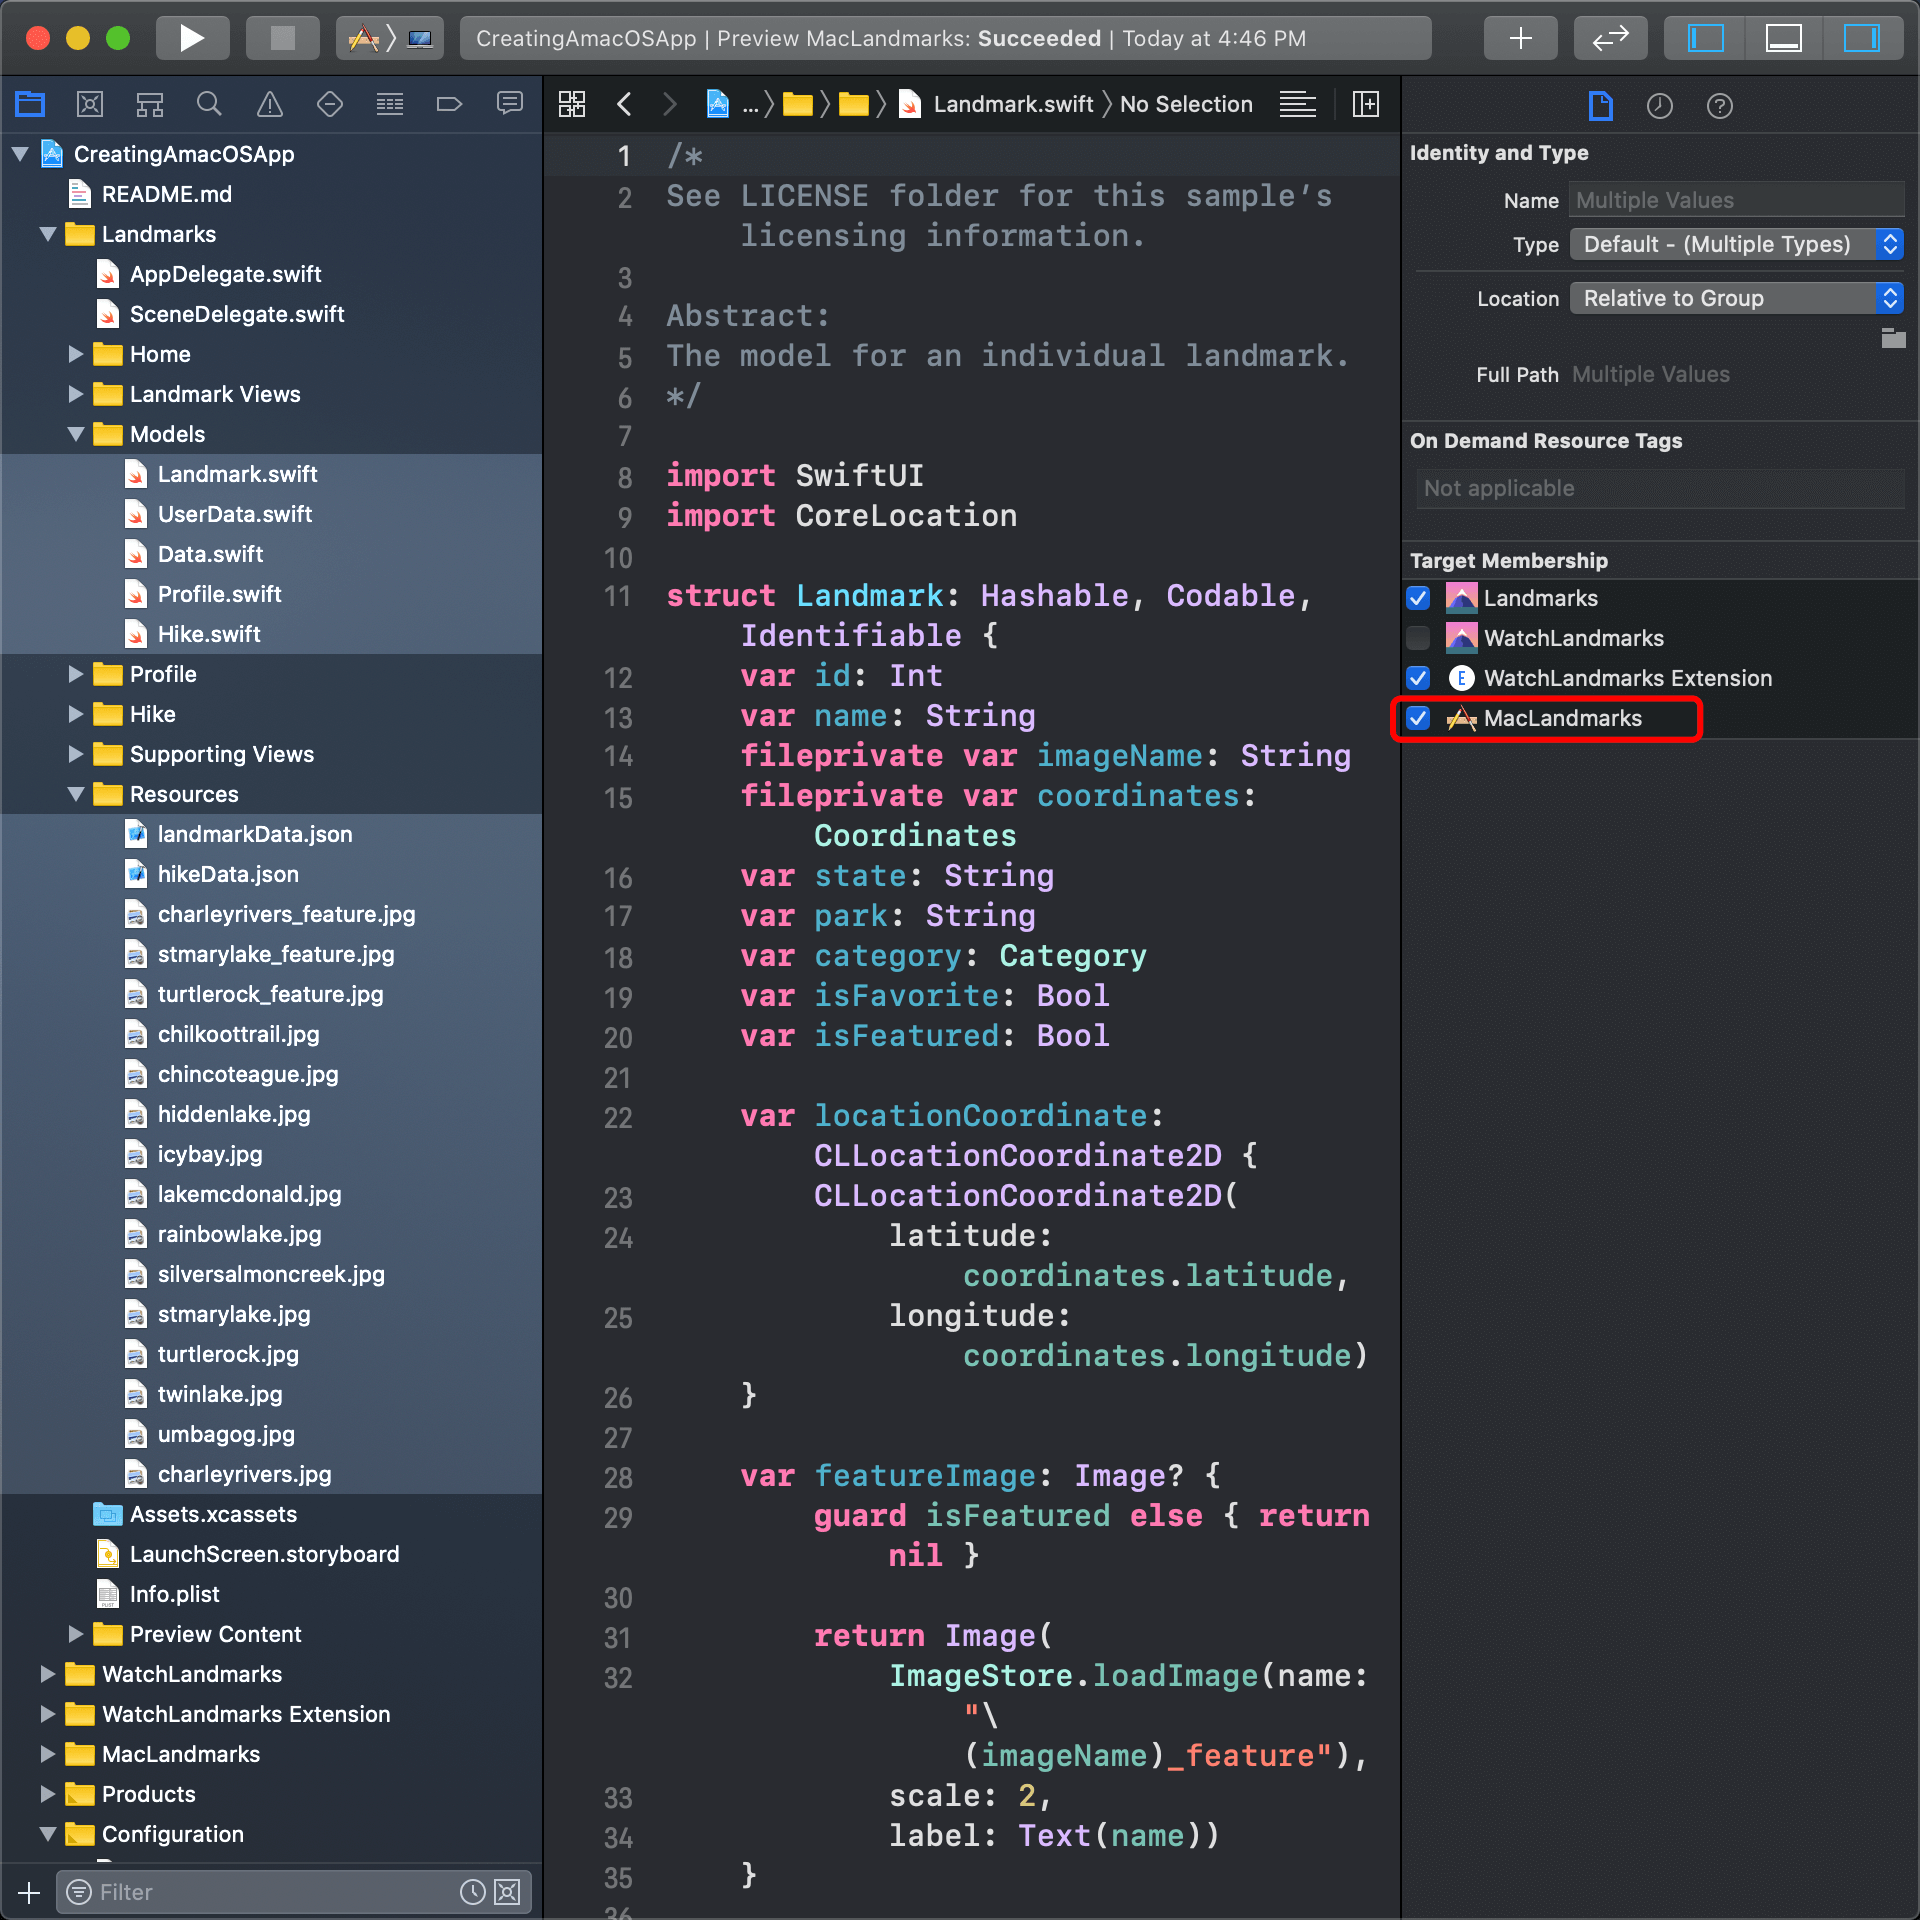 CreatingAmacOSApp | Preview MacLandmarks: Succeeded | Today at 4:46 PM
... Landmark.swift No Selection
CreatingAmacOSApp
README.md
Landmarks
AppDelegate.swift
SceneDelegate.swift
Home
Landmark Views
Models
Landmark.swift
UserData.swift
Data.swift
Profile.swift
Hike.swift
Profile
Hike
Supporting Views
Resources
landmarkData.json
hikeData.json
charleyrivers_feature.jpg
stmarylake_feature.jpg
turtlerock_feature.jpg
chilkoottrail.jpg
chincoteague.jpg
hiddenlake.jpg
icybay.jpg
lakemcdonald.jpg
rainbowlake.jpg
silversalmoncreek.jpg
stmarylake.jpg
turtlerock.jpg
twinlake.jpg
umbagog.jpg
charleyrivers.jpg
Assets.xcassets
LaunchScreen.storyboard
Info.plist
Preview Content
WatchLandmarks
WatchLandmarks Extension
MacLandmarks
Products
Configuration
Filter
1 /*
2 See LICENSE folder for this sample’s
licensing information.
3
4 Abstract:
5 The model for an individual landmark.
6 */
7
8 import SwiftUI
9 import CoreLocation
10
11 struct Landmark: Hashable, Codable,
Identifiable {
12 var id: Int
13 var name: String
14 fileprivate var imageName: String
15 fileprivate var coordinates:
Coordinates
16 var state: String
17 var park: String
18 var category: Category
19 var isFavorite: Bool
20 var isFeatured: Bool
21
22 var locationCoordinate:
CLLocationCoordinate2D {
23 CLLocationCoordinate2D(
24 latitude:
coordinates.latitude,
25 longitude:
coordinates.longitude)
26 }
27
28 var featureImage: Image? {
29 guard isFeatured else { return
nil }
30
31 return Image(
32 ImageStore.loadImage(name:
"\
(imageName)_feature"),
33 scale: 2,
34 label: Text(name))
35 }
36
Identity and Type
Name Multiple Values
Type Default - (Multiple Types)
Location Relative to Group
Full Path Multiple Values
On Demand Resource Tags
Not applicable
Target Membership
Landmarks
WatchLandmarks
E WatchLandmarks Extension
MacLandmarks